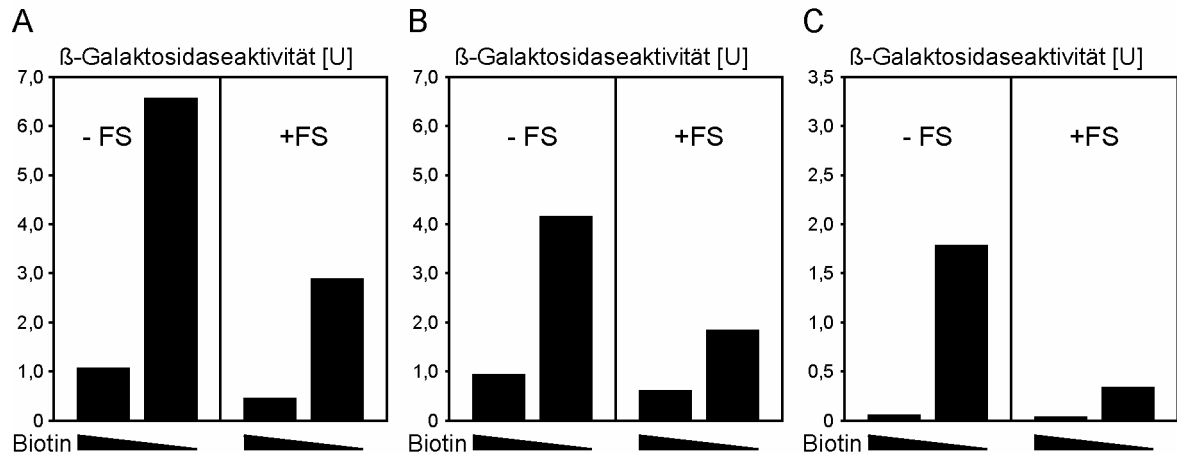 A
ß-Galaktosidaseaktivität [U]
7,0
6,0
5,0
4,0
3,0
2,0
1,0
0
- FS
+FS
Biotin
B
ß-Galaktosidaseaktivität [U]
7,0
6,0
5,0
4,0
3,0
2,0
1,0
0
- FS
+FS
Biotin
C
ß-Galaktosidaseaktivität [U]
3,5
3,0
2,5
2,0
1,5
1,0
0,5
0
- FS
+FS
Biotin